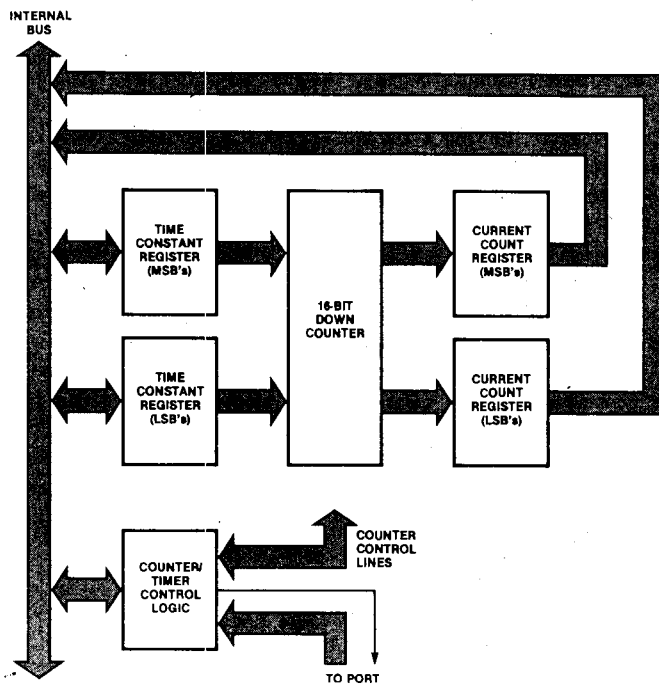 INTERNAL
BUS
TIME
CONSTANT
REGISTER
(MSB's)
16-BIT
DOWN
COUNTER
CURRENT
COUNT
REGISTER
(MSB's)
TIME
CONSTANT
REGISTER
(LSB's)
CURRENT
COUNT
REGISTER
(LSB's)
COUNTER/
TIMER
CONTROL
LOGIC
COUNTER
CONTROL
LINES
TO PORT